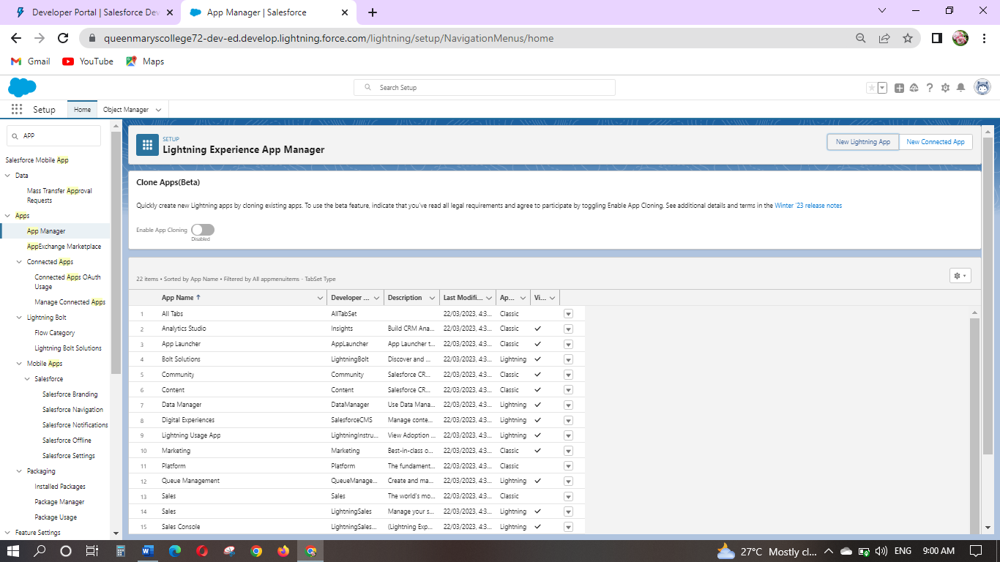 Developer Portal | Salesforce Dev
App Manager | Salesforce
queenmaryscollege72-dev-ed.develop.lightning.force.com/lightning/setup/NavigationMenus/home
Gmail YouTube Maps
Search Setup
Setup Home Object Manager
APP
Salesforce Mobile App
Data
Mass Transfer Approval
Requests
Apps
App Manager
AppExchange Marketplace
Connected Apps
Connected Apps OAuth
Usage
Manage Connected Apps
Lightning Bolt
Flow Category
Lightning Bolt Solutions
Mobile Apps
Salesforce
Salesforce Branding
Salesforce Navigation
Salesforce Notifications
Salesforce Offline
Salesforce Settings
Packaging
Installed Packages
Package Manager
Package Usage
Feature Settings
SETUP
Lightning Experience App Manager
New Lightning App New Connected App
Clone Apps(Beta)
Quickly create new Lightning apps by cloning existing apps. To use the beta feature, indicate that you've read all legal requirements and agree to participate by toggling Enable App Cloning. See additional details and terms in the Winter '23 release notes
Enable App Cloning
Disabled
22 items • Sorted by App Name • Filtered by All appmenuitems - TabSet Type
App Name ↑ Developer ... Description Last Modifi... Ap... Vi...
1 All Tabs AllTabSet 22/03/2023, 4:3... Classic
2 Analytics Studio Insights Build CRM Ana... 22/03/2023, 4:3... Classic
3 App Launcher AppLauncher App Launcher t... 22/03/2023, 4:3... Classic
4 Bolt Solutions LightningBolt Discover and ... 22/03/2023, 4:3... Lightning
5 Community Community Salesforce CR... 22/03/2023, 4:3... Classic
6 Content Content Salesforce CR... 22/03/2023, 4:3... Classic
7 Data Manager DataManager Use Data Mana... 22/03/2023, 4:3... Lightning
8 Digital Experiences SalesforceCMS Manage conte... 22/03/2023, 4:3... Lightning
9 Lightning Usage App LightningInstru... View Adoption ... 22/03/2023, 4:3... Lightning
10 Marketing Marketing Best-in-class o... 22/03/2023, 4:3... Classic
11 Platform Platform The fundament... 22/03/2023, 4:3... Classic
12 Queue Management QueueManage... Create and ma... 22/03/2023, 4:3... Lightning
13 Sales Sales The world's mo... 22/03/2023, 4:3... Classic
14 Sales LightningSales Manage your s... 22/03/2023, 4:3... Lightning
15 Sales Console LightningSales... (Lightning Exp... 22/03/2023, 4:3... Lightning
27°C Mostly cl... ENG 9:00 AM